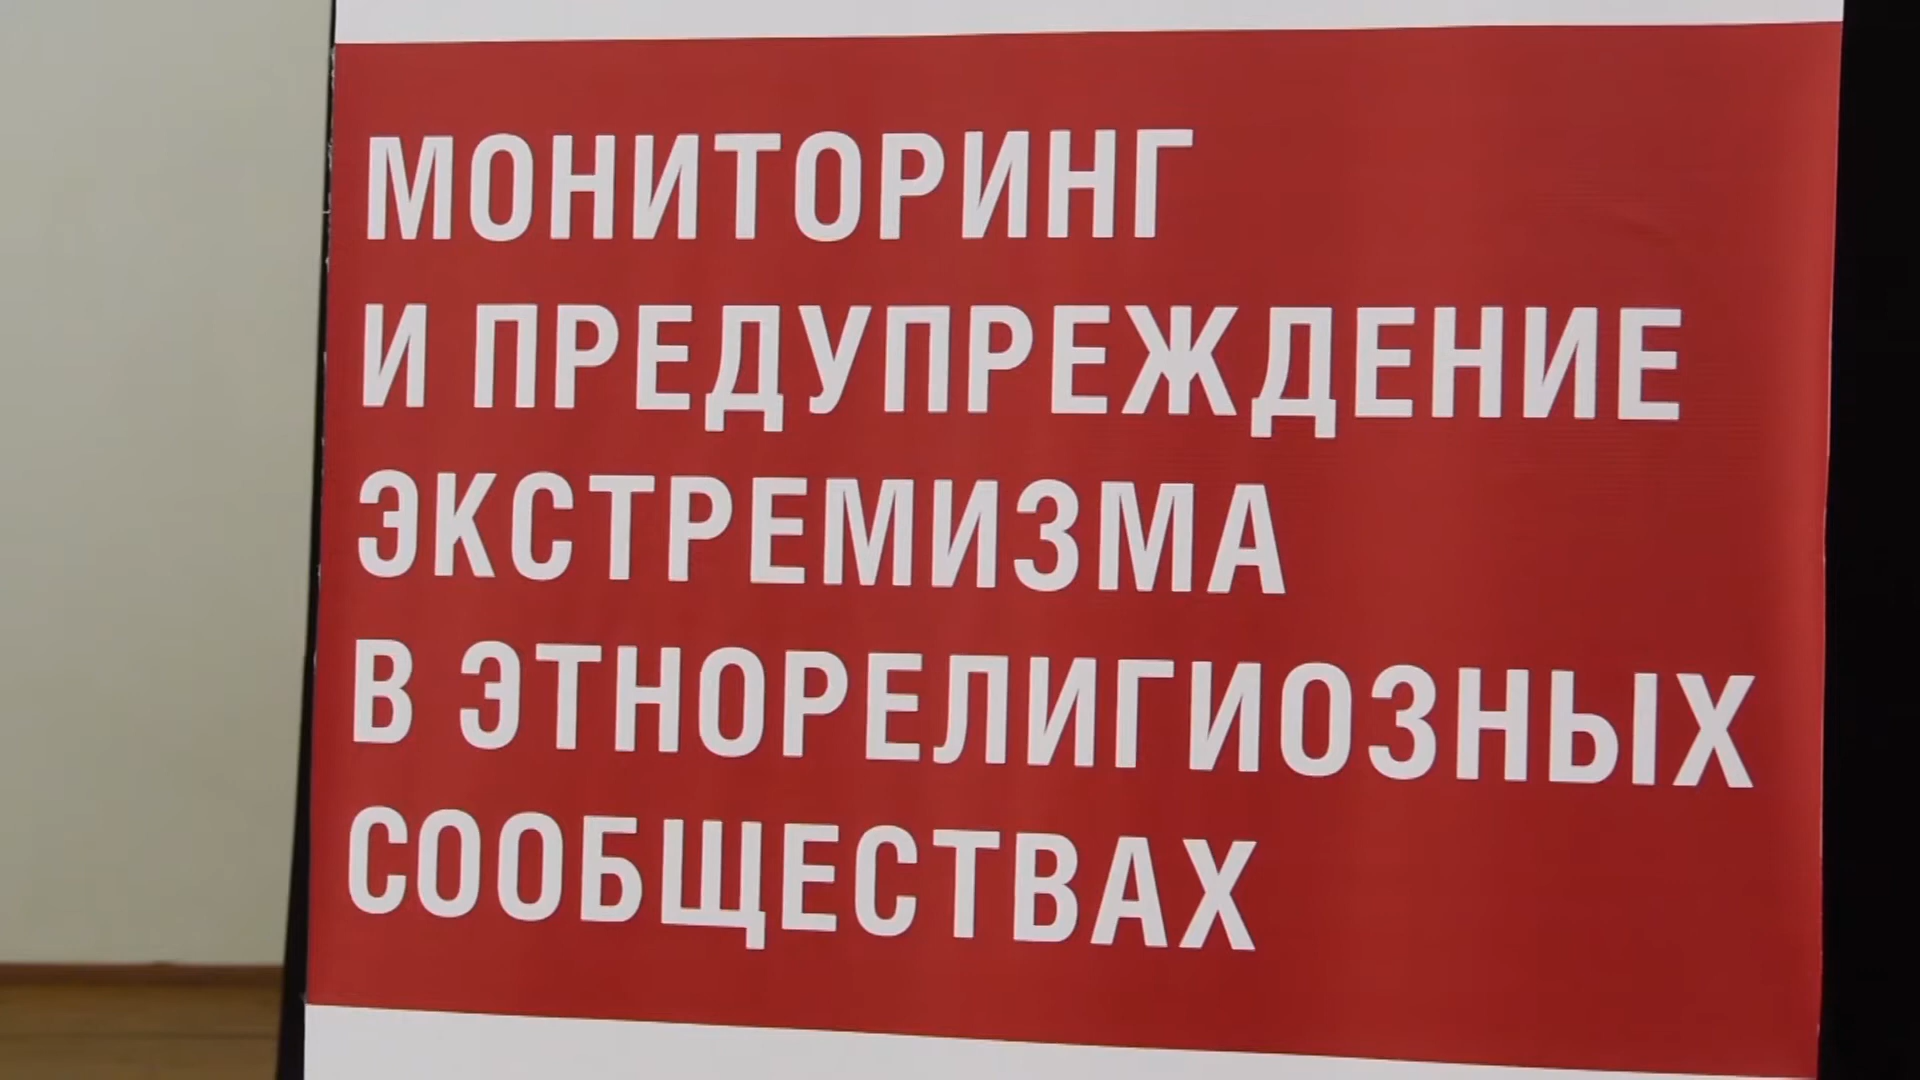 МОНИТОРИНГ
И ПРЕДУПРЕЖДЕНИЕ
ЭКСТРЕМИЗМА
В ЭТНОРЕЛИГИОЗНЫХ
СООБЩЕСТВАХ